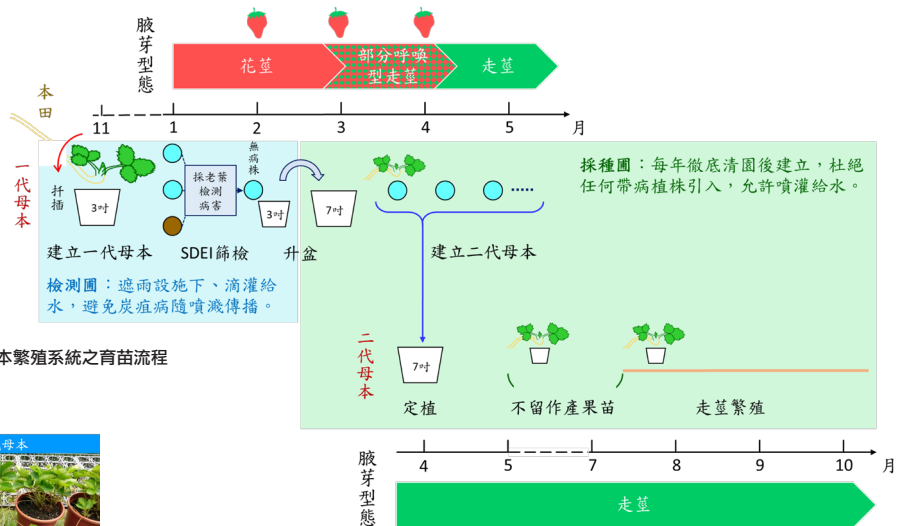 腋芽型態
花莖
部分呼喚
型走莖
走莖
本田
11
1
2
3
4
5
月
一代母本
扦插
3吋
採老葉
檢測
病害
無病株
3吋
7吋
建立一代母本
SDEI篩檢
升盆
檢測圃：遮雨設施下、滴灌給
水，避免炭疽病隨噴濺傳播。
採種圃：每年徹底清園後建立，杜絕
任何帶病植株引入，允許噴灌給水。
建立二代母本
本繁殖系統之育苗流程
二代母本
7吋
定植
不留作產果苗
走莖繁殖
母本
4
5
7
8
9
10
月
腋芽型態
走莖